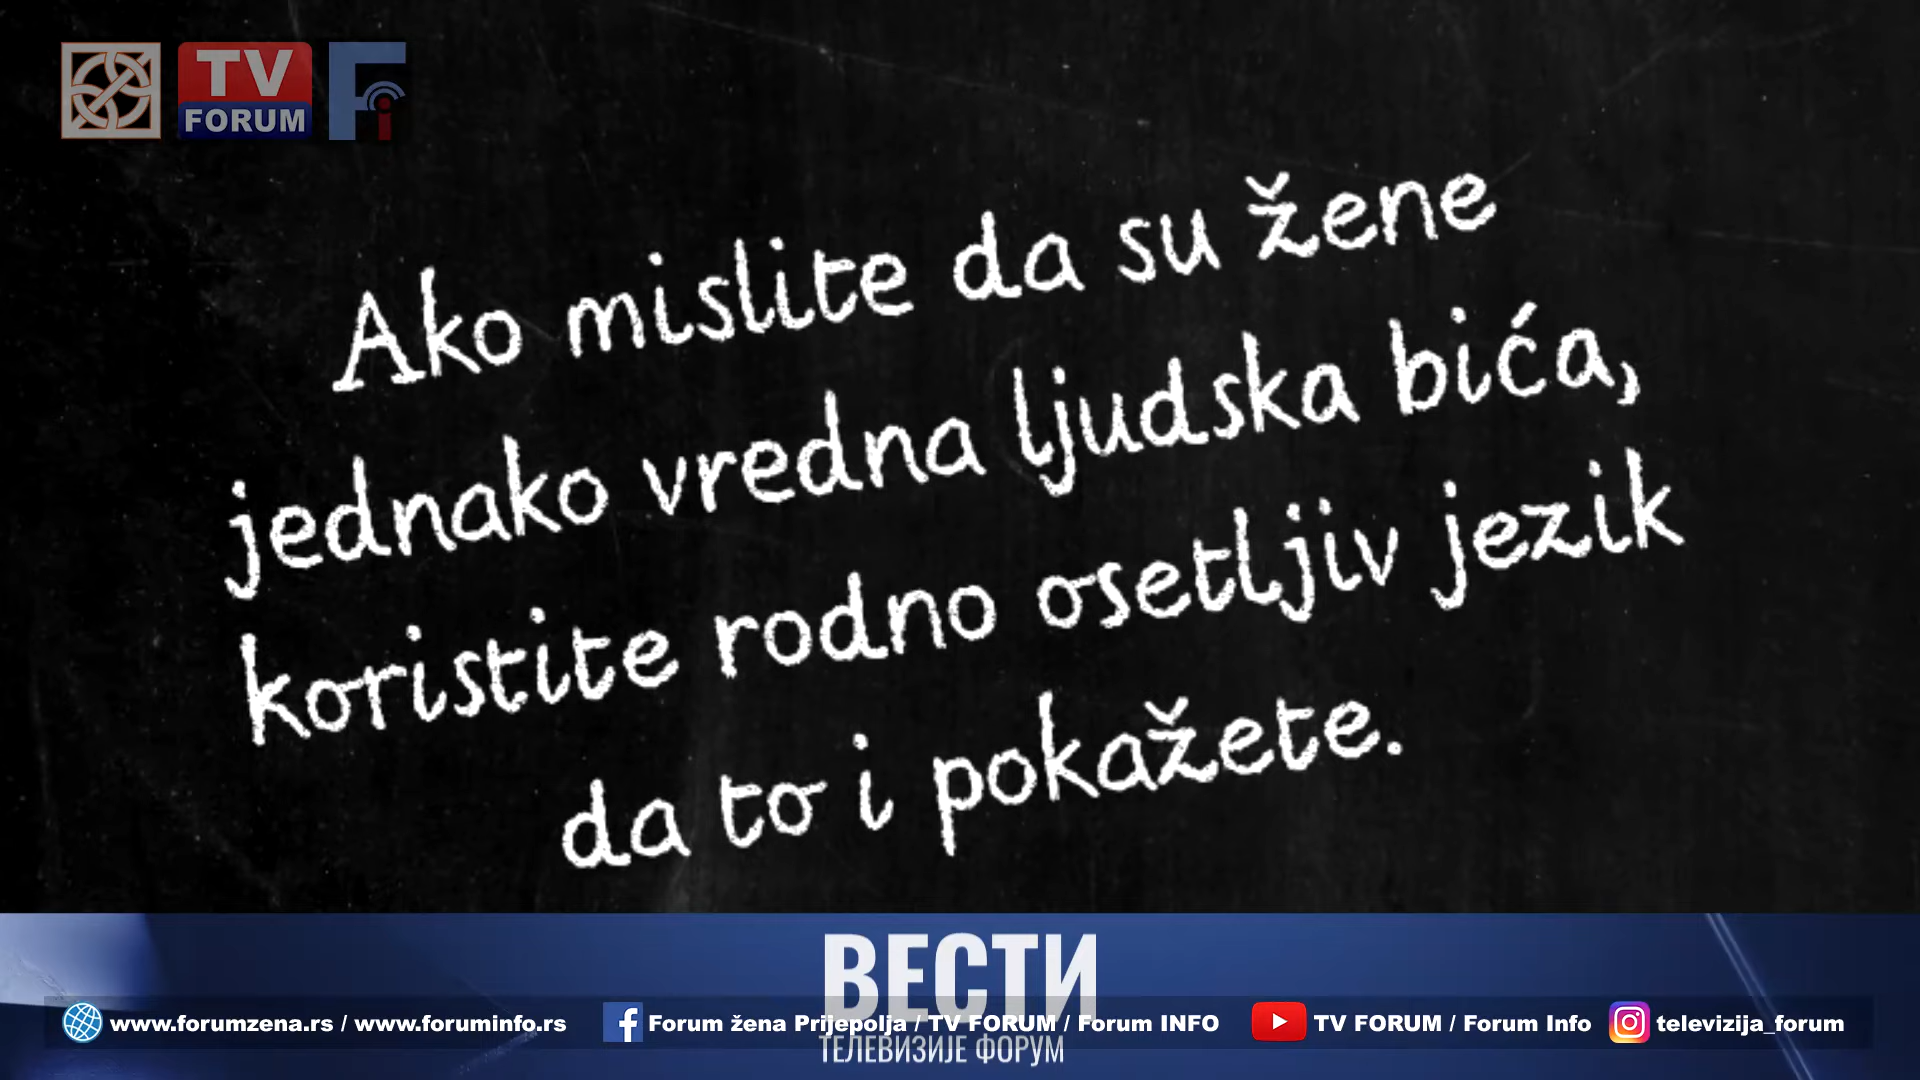 TV
FORUM
Fi
Ako mislite da su žene
jednako vredna ljudska bića,
koristite rodno osetljiv jezik
da to i pokažete.
ВЕСТИ
www.forumzena.rs / www.foruminfo.rs
Forum žena Prijepolja / TV FORUM / Forum INFO
TV FORUM / Forum Info
televizija_forum
ТЕЛЕВИЗИЈЕ ФОРУМ